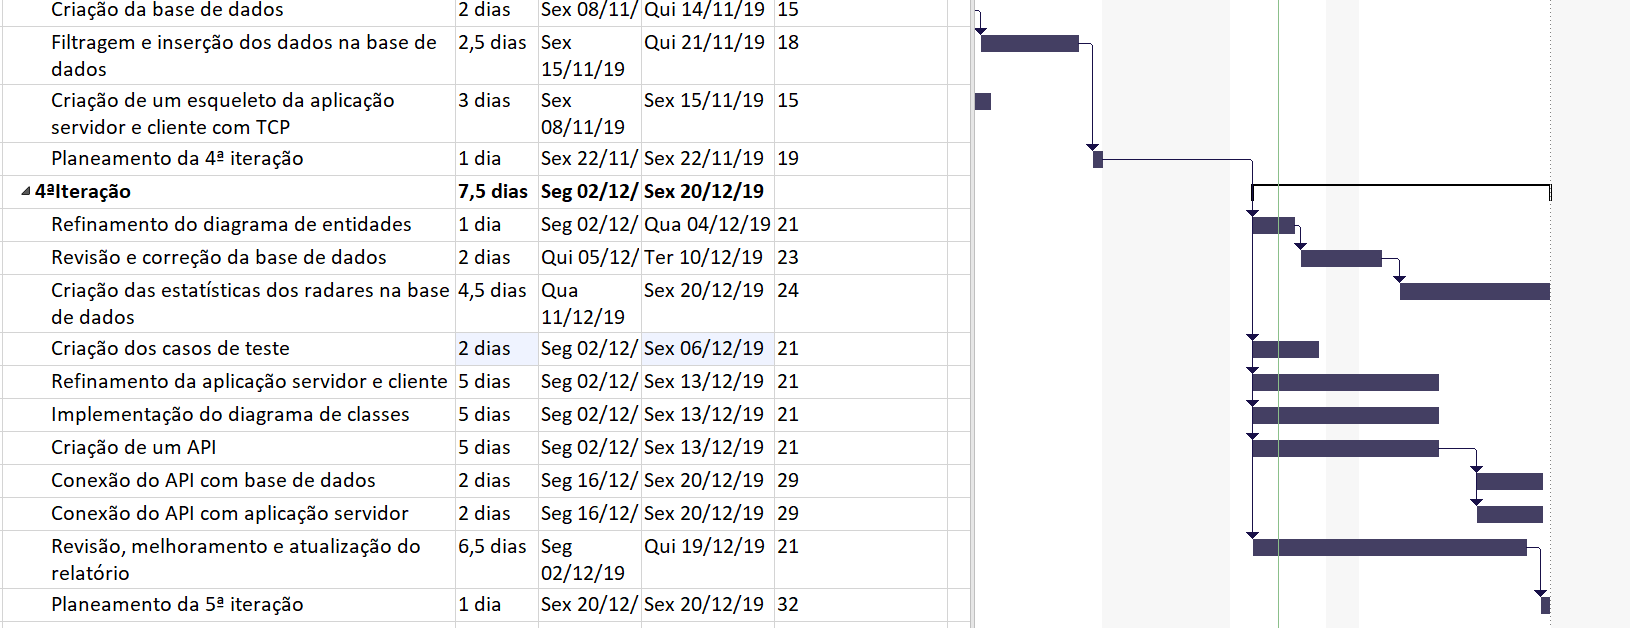 Criação da base de dados 2 dias Sex 08/11/ Qui 14/11/19 15
Filtragem e inserção dos dados na base de 2,5 dias Sex Qui 21/11/19 18
dados 15/11/19
Criação de um esqueleto da aplicação 3 dias Sex Sex 15/11/19 15
servidor e cliente com TCP 08/11/19
Planeamento da 4ª iteração 1 dia Sex 22/11/ Sex 22/11/19 19
4ªIteração 7,5 dias Seg 02/12/ Sex 20/12/19
Refinamento do diagrama de entidades 1 dia Seg 02/12/ Qua 04/12/19 21
Revisão e correção da base de dados 2 dias Qui 05/12/ Ter 10/12/19 23
Criação das estatísticas dos radares na base 4,5 dias Qua Sex 20/12/19 24
de dados 11/12/19
Criação dos casos de teste 2 dias Seg 02/12/ Sex 06/12/19 21
Refinamento da aplicação servidor e cliente 5 dias Seg 02/12/ Sex 13/12/19 21
Implementação do diagrama de classes 5 dias Seg 02/12/ Sex 13/12/19 21
Criação de um API 5 dias Seg 02/12/ Sex 13/12/19 21
Conexão do API com base de dados 2 dias Seg 16/12/ Sex 20/12/19 29
Conexão do API com aplicação servidor 2 dias Seg 16/12/ Sex 20/12/19 29
Revisão, melhoramento e atualização do 6,5 dias Seg Qui 19/12/19 21
relatório 02/12/19
Planeamento da 5ª iteração 1 dia Sex 20/12/ Sex 20/12/19 32